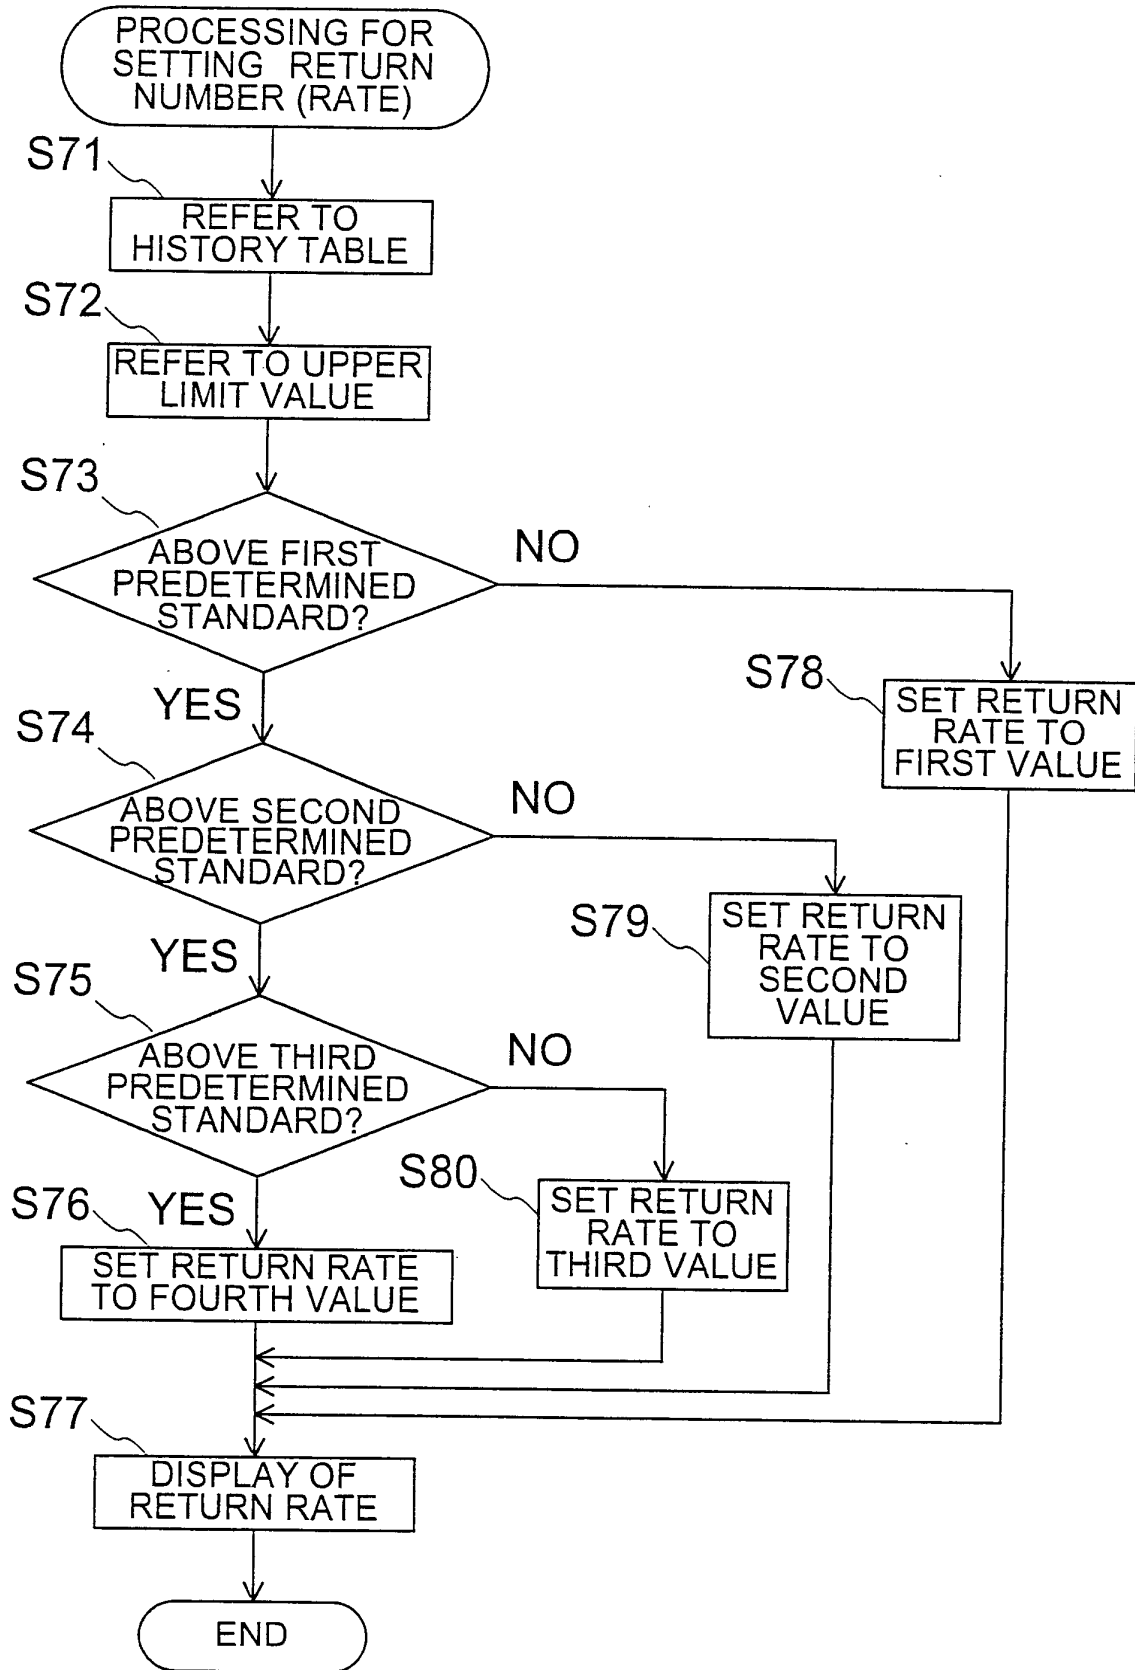 PROCESSING FOR
SETTING RETURN
NUMBER (RATE)
S71
REFER TO
HISTORY TABLE
S72
REFER TO UPPER
LIMIT VALUE
S73
ABOVE FIRST
PREDETERMINED
STANDARD?
NO
YES
S78
SET RETURN
RATE TO
FIRST VALUE
S74
ABOVE SECOND
PREDETERMINED
STANDARD?
NO
YES
S79
SET RETURN
RATE TO
SECOND
VALUE
S75
ABOVE THIRD
PREDETERMINED
STANDARD?
NO
YES
S80
SET RETURN
RATE TO
THIRD VALUE
S76
SET RETURN RATE
TO FOURTH VALUE
S77
DISPLAY OF
RETURN RATE
END